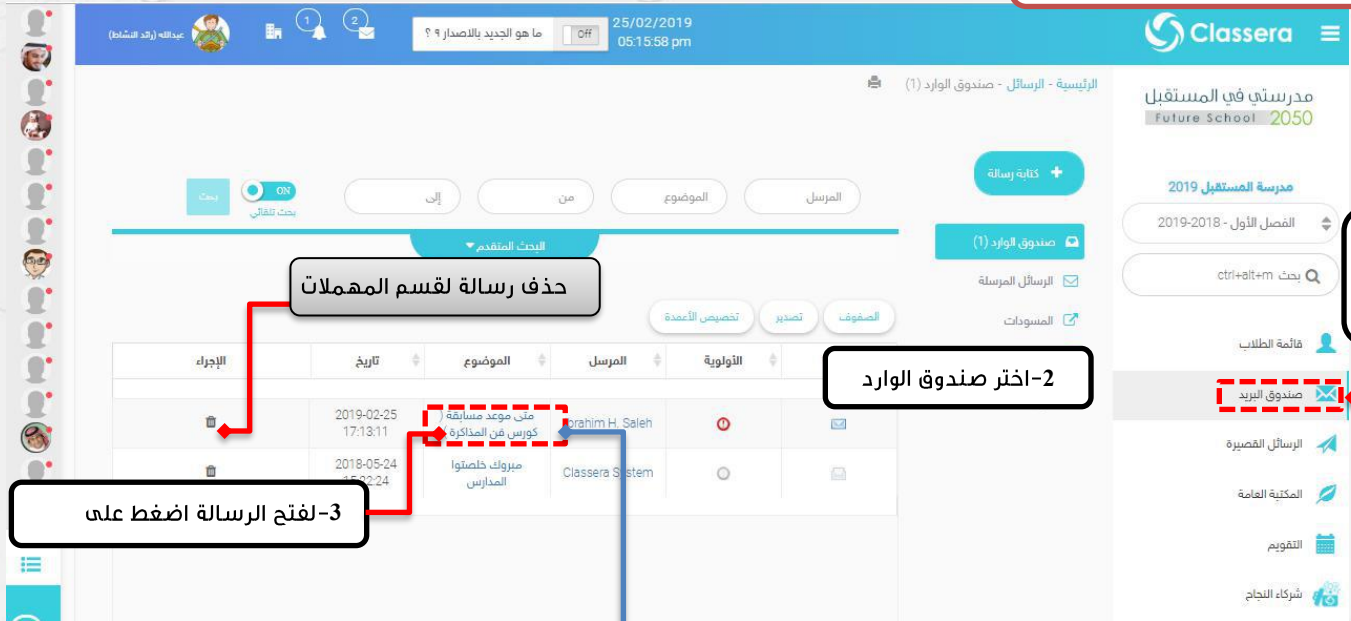 Classera
25/02/2019
05:15:58 pm
Off
ما هو الجديد بالاصدار ٩ ؟
2
1
عبدالله (رائد النشاط)
مدرستي في المستقبل
Future School 2050
مدرسة المستقبل 2019
الفصل الأول - 2018-2019
بحث ctrl+alt+m
قائمة الطلاب
صندوق البريد
الرسائل القصيرة
المكتبة العامة
التقويم
شركاء النجاح
الرئيسية - الرسائل - صندوق الوارد (1)
+ كتابة رسالة
صندوق الوارد (1)
الرسائل المرسلة
المسودات
المرسل
الموضوع
من
إلى
ON
بحث تلقائي
بحث
البحث المتقدم
حذف رسالة لقسم المهملات
الصفوف
تصدير
تخصيص الأعمدة
2-اختر صندوق الوارد
الأولوية
المرسل
الموضوع
تاريخ
الإجراء
H. Saleh
متى موعد مسابقة (
كورس فن المذاكرة
2019-02-25
17:13:11
Classera
مبروك خلصتوا
المدارس
2018-05-24
3-لفتح الرسالة اضغط على